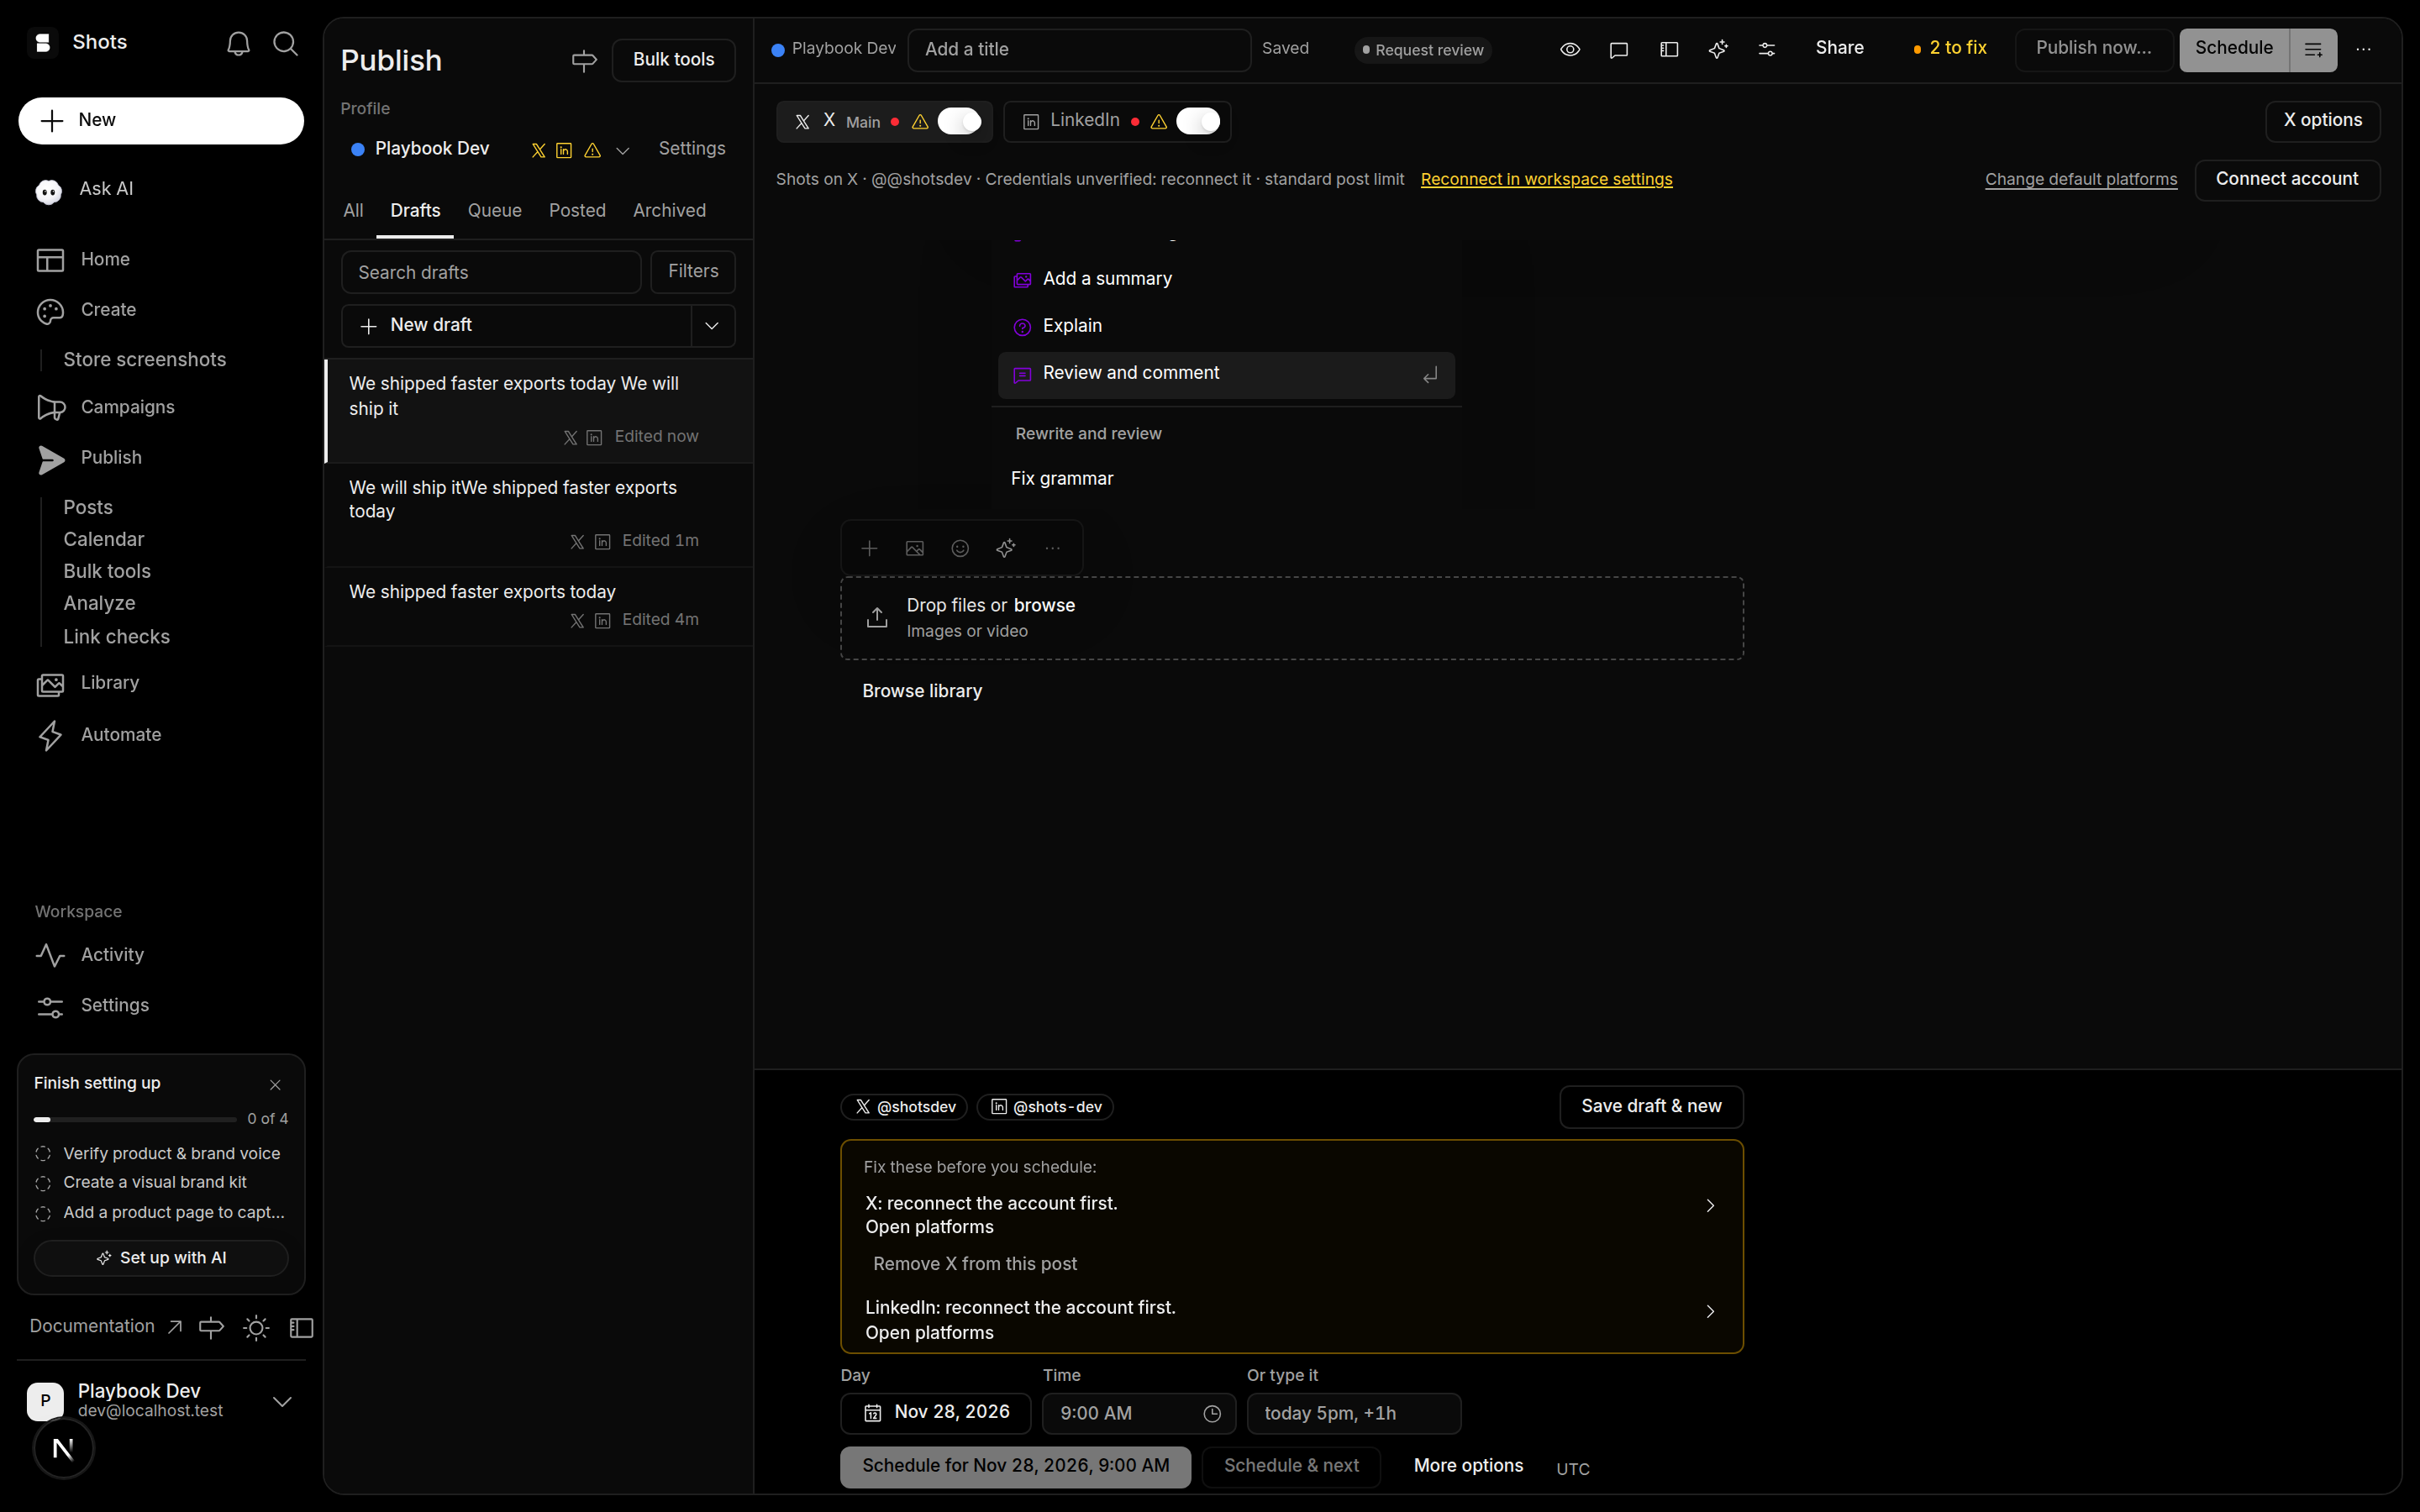 Shots
New
Ask AI
Home
Create
Store screenshots
Campaigns
Publish
Posts
Calendar
Bulk tools
Analyze
Link checks
Library
Automate
Workspace
Activity
Settings
Finish setting up
0 of 4
Verify product & brand voice
Create a visual brand kit
Add a product page to capt...
Set up with AI
Documentation
P
Playbook Dev
dev@localhost.test
N
Publish
Bulk tools
Profile
Playbook Dev
Settings
All Drafts Queue Posted Archived
Search drafts
Filters
New draft
We shipped faster exports today We will
ship it
Edited now
We will ship itWe shipped faster exports
today
Edited 1m
We shipped faster exports today
Edited 4m
Playbook Dev
Add a title
Saved
Request review
Share
2 to fix
Publish now...
Schedule
X Main
LinkedIn
X options
Shots on X · @@shotsdev · Credentials unverified: reconnect it · standard post limit Reconnect in workspace settings
Change default platforms
Connect account
Add a summary
Explain
Review and comment
Rewrite and review
Fix grammar
Drop files or browse
Images or video
Browse library
@shotsdev
@shots-dev
Save draft & new
Fix these before you schedule:
X: reconnect the account first.
Open platforms
Remove X from this post
LinkedIn: reconnect the account first.
Open platforms
Day Time Or type it
Nov 28, 2026
9:00 AM
today 5pm, +1h
Schedule for Nov 28, 2026, 9:00 AM
Schedule & next
More options
UTC